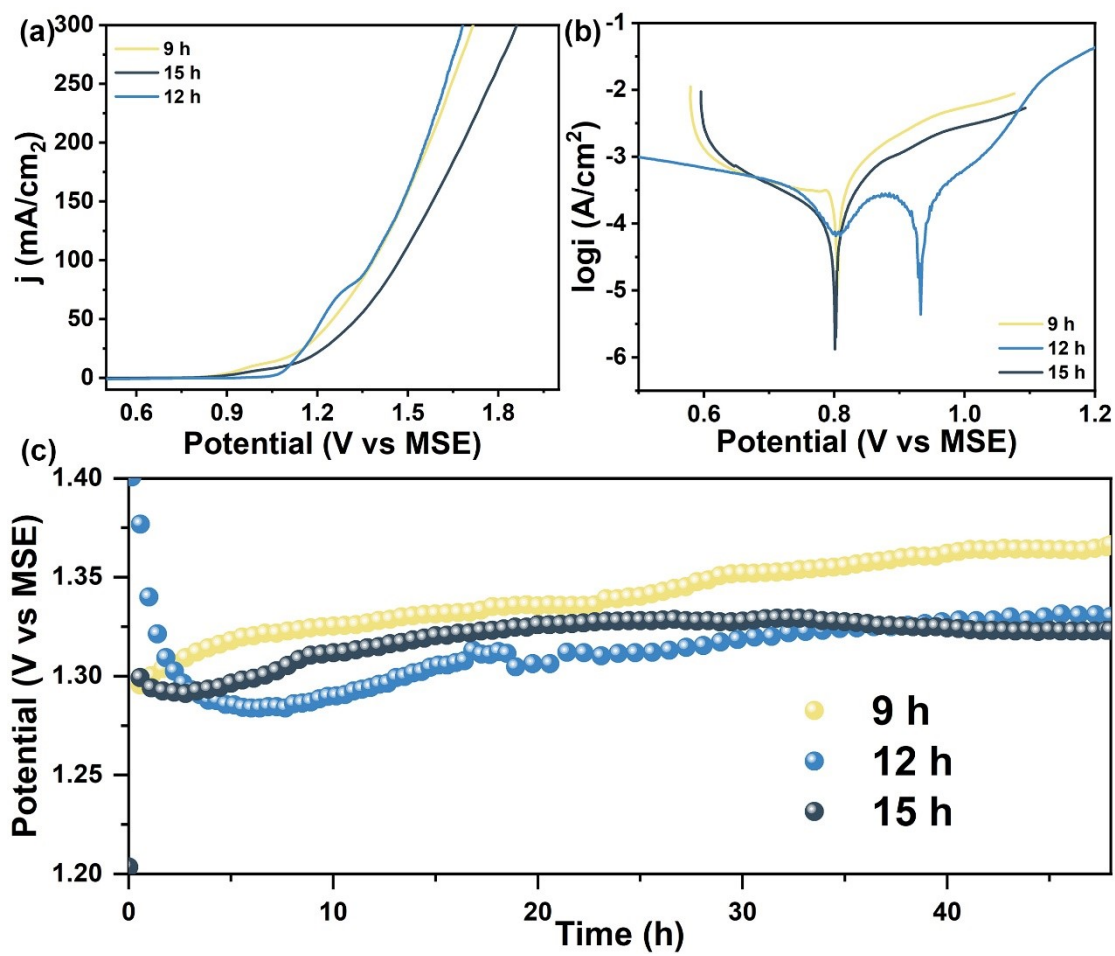 (a)
300
250
200
150
100
50
0
j (mA/cm₂)
9 h
15 h
12 h
0.6 0.9 1.2 1.5 1.8
Potential (V vs MSE)
(b)
-1
-2
-3
-4
-5
-6
logi (A/cm²)
9 h
12 h
15 h
0.6 0.8 1.0 1.2
Potential (V vs MSE)
(c)
1.40
1.35
1.30
1.25
1.20
Potential (V vs MSE)
9 h
12 h
15 h
0 10 20 30 40
Time (h)